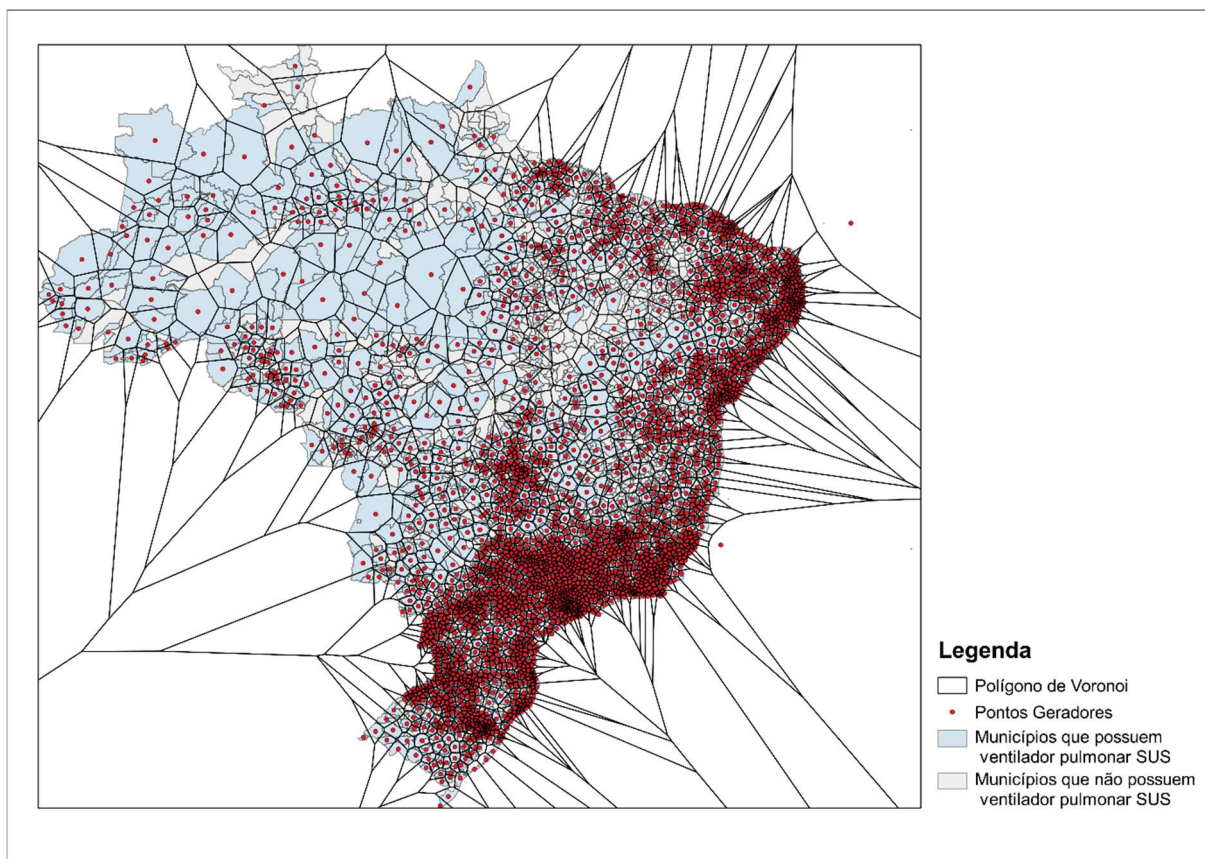 Legenda
Polígono de Voronoi
Pontos Geradores
Municípios que possuem
ventilador pulmonar SUS
Municípios que não possuem
ventilador pulmonar SUS